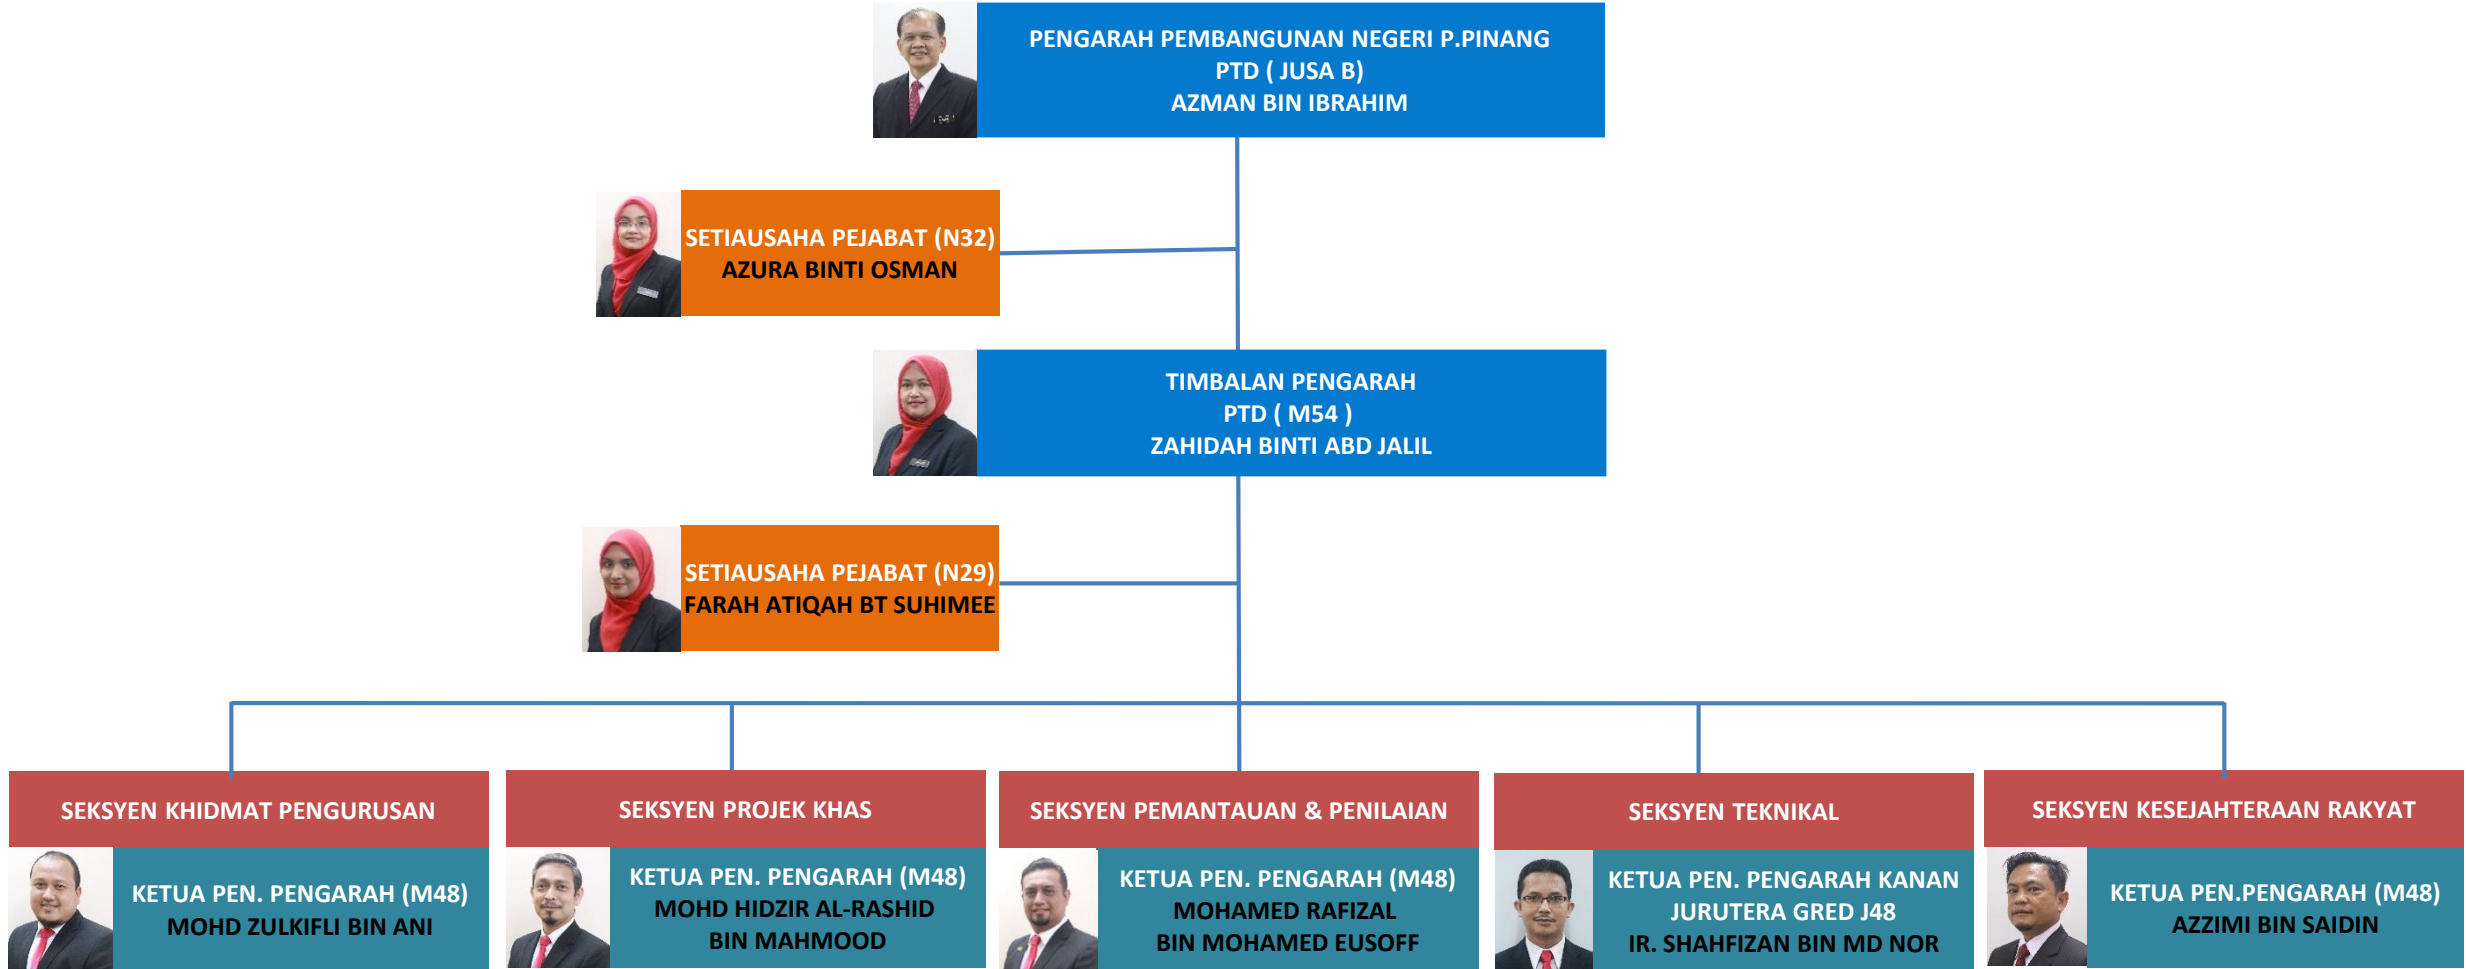 PENGARAH PEMBANGUNAN NEGERI P.PINANG
PTD ( JUSA B)
AZMAN BIN IBRAHIM
SETIAUSAHA PEJABAT (N32)
AZURA BINTI OSMAN
TIMBALAN PENGARAH
PTD ( M54 )
ZAHIDAH BINTI ABD JALIL
SETIAUSAHA PEJABAT (N29)
FARAH ATIQAH BT SUHIMEE
SEKSYEN KHIDMAT PENGURUSAN
KETUA PEN. PENGARAH (M48)
MOHD ZULKIFLI BIN ANI
SEKSYEN PROJEK KHAS
KETUA PEN. PENGARAH (M48)
MOHD HIDZIR AL-RASHID
BIN MAHMOOD
SEKSYEN PEMANTAUAN & PENILAIAN
KETUA PEN. PENGARAH (M48)
MOHAMED RAFIZAL
BIN MOHAMED EUSOFF
SEKSYEN TEKNIKAL
KETUA PEN. PENGARAH KANAN
JURUTERA GRED J48
IR. SHAHFIZAN BIN MD NOR
SEKSYEN KESEJAHTERAAN RAKYAT
KETUA PEN.PENGARAH (M48)
AZZIMI BIN SAIDIN